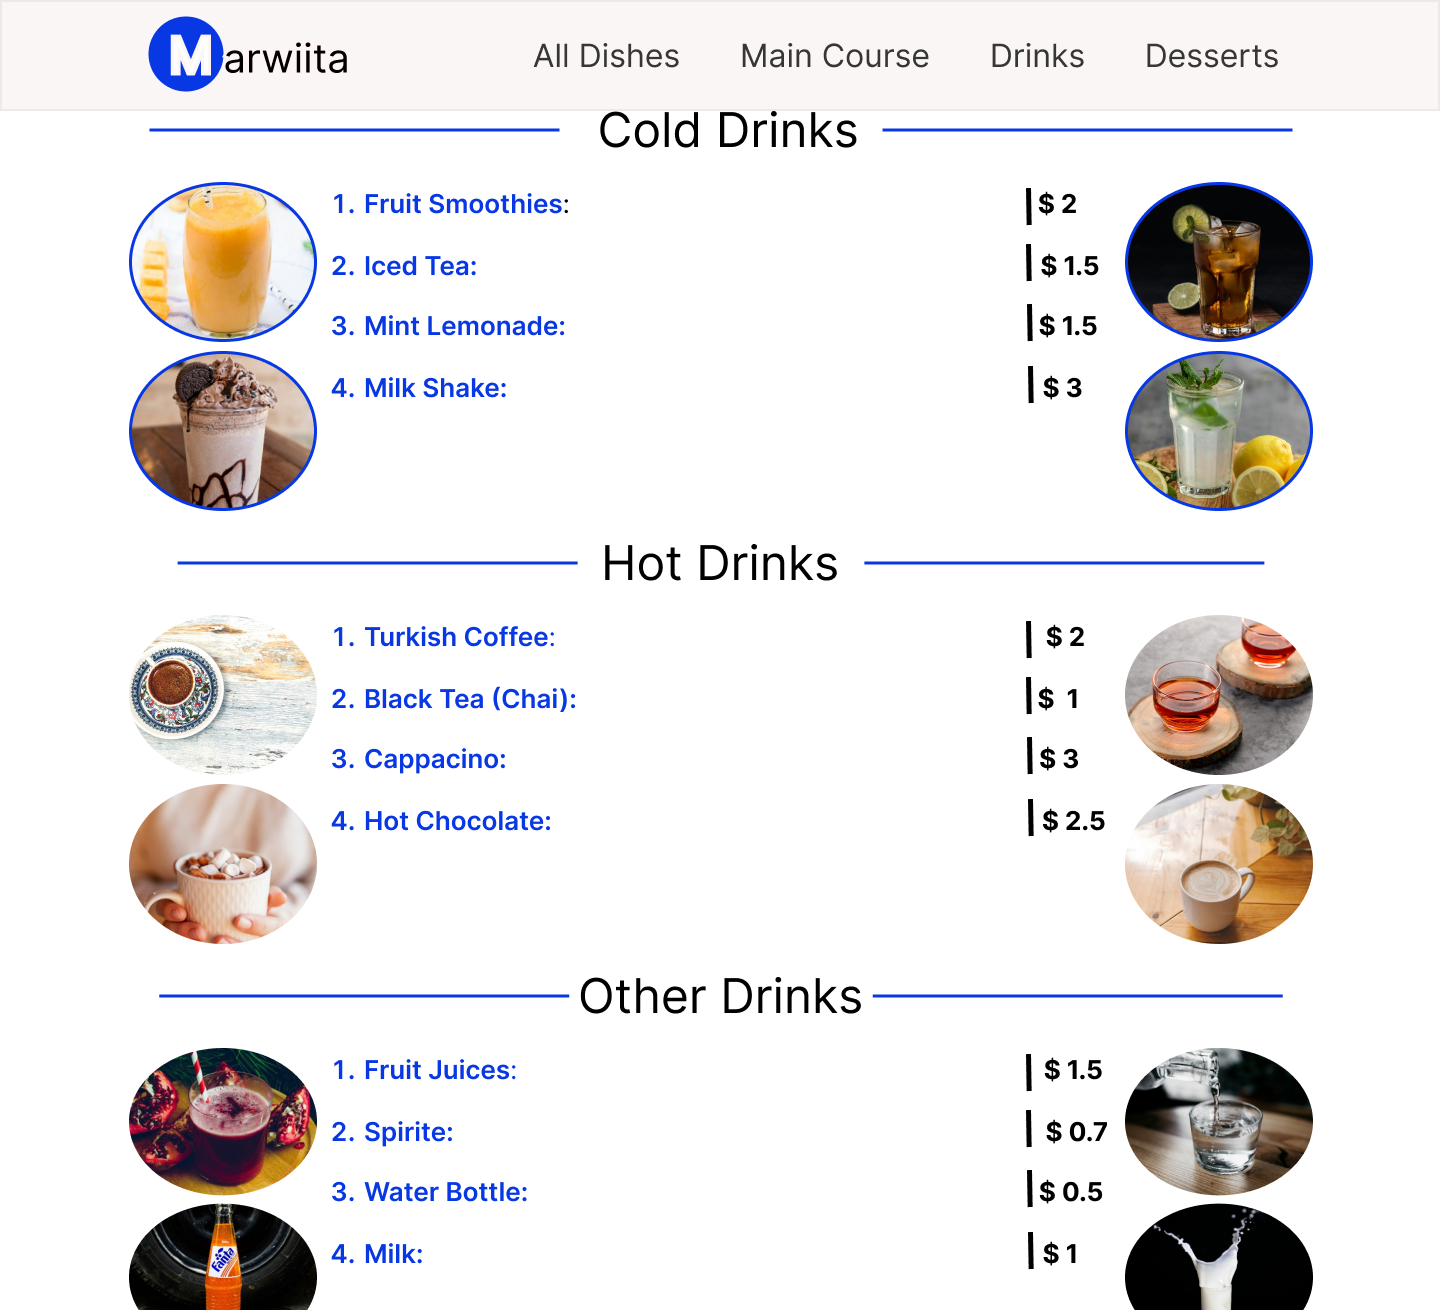 Marwiita All Dishes Main Course Drinks Desserts
Cold Drinks
1. Fruit Smoothies: $ 2
2. Iced Tea: $ 1.5
3. Mint Lemonade: $ 1.5
4. Milk Shake: $ 3
Hot Drinks
1. Turkish Coffee: $ 2
2. Black Tea (Chai): $ 1
3. Cappacino: $ 3
4. Hot Chocolate: $ 2.5
Other Drinks
1. Fruit Juices: $ 1.5
2. Spirite: $ 0.7
3. Water Bottle: $ 0.5
Fanta
4. Milk: $ 1